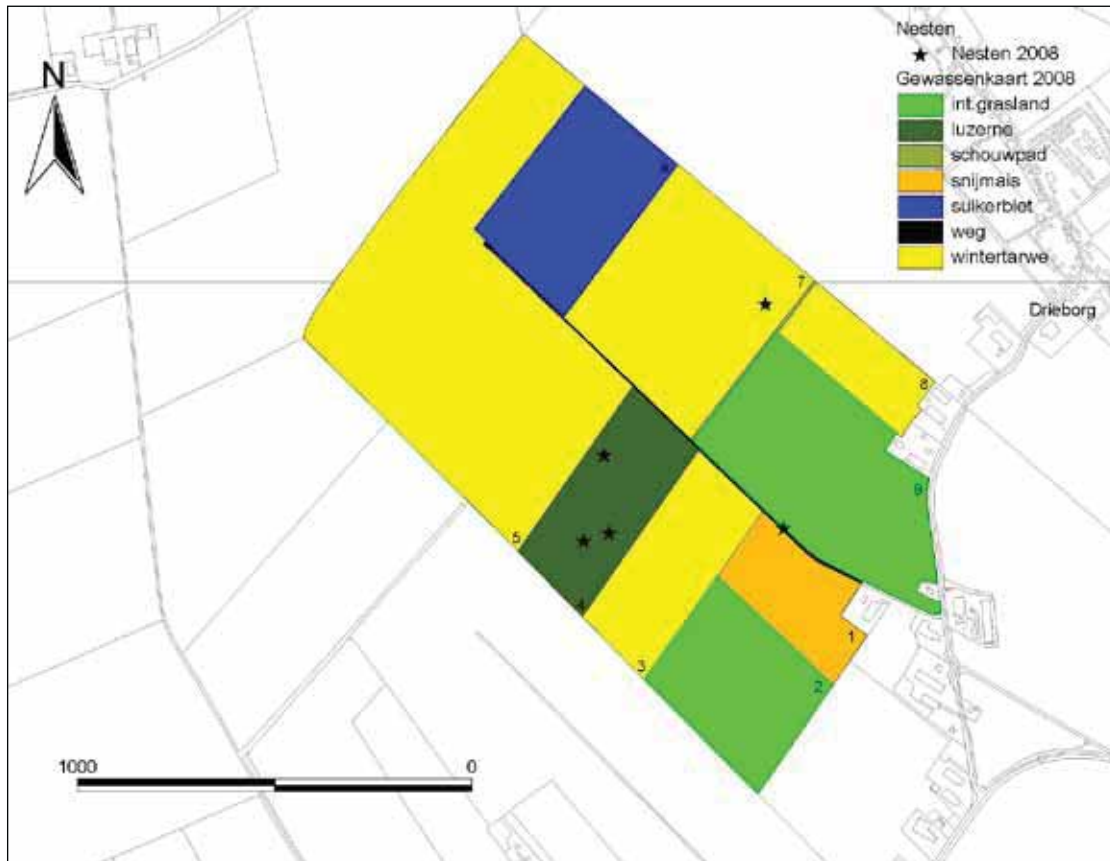 Nesten
Nesten 2008
Gewassenkaart 2008
int.grasland
luzerne
schouwpad
snijmais
suikerbiet
weg
wintertarwe
N
6
7
Drieborg
8
9
5
4
3
1
2
1000 0